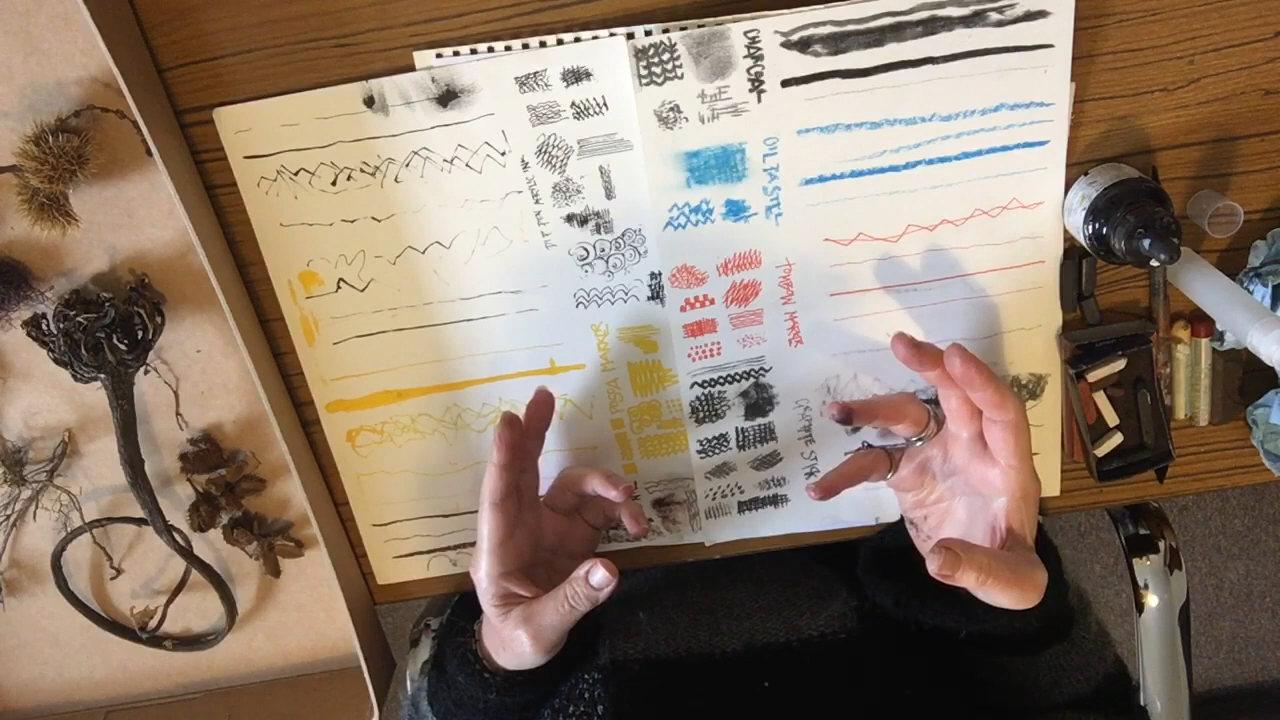 CHARCOAL
OIL PASTEL
TOMBOW MARKER
GRAPHITE STICK
PITT PEN ARTIST INK
POSCA MARKER